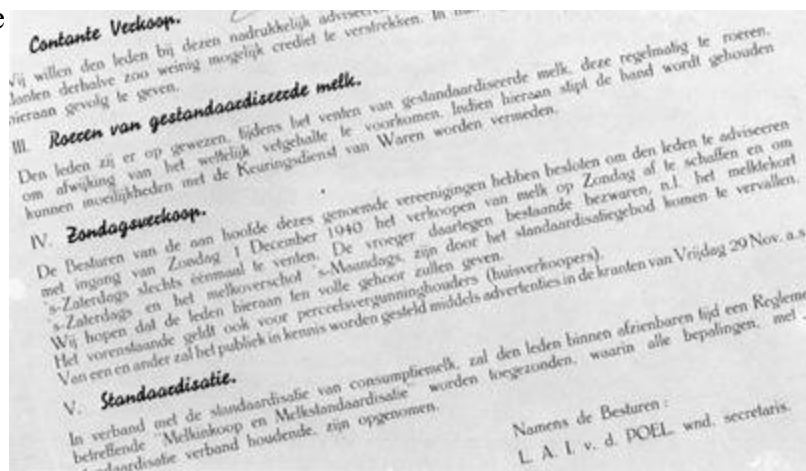 Contante Verkoop.
Wij willen den leden bij dezen nadrukkelijk adviseeren
klanten derhalve zoo weinig mogelijk crediet te verstrekken. In
hieraan gevolg te geven.
III. Roeren van gestandaardiseerde melk.
Den leden zij er op gewezen, tijdens het venten van gestandaardiseerde melk, deze regelmatig te roeren,
om afwijking van het wettelijk vetgehalte te voorkomen. Indien hieraan stipt de hand wordt gehouden
kunnen moeilijkheden met de Keuringsdienst van Waren worden vermeden.
IV. Zondagsverkoop.
De Besturen van de aan hoofde dezes genoemde vereenigingen hebben besloten om den leden te adviseeren
met ingang van Zondag 1 December 1940 het verkoopen van melk op Zondag af te schaffen en om
's-Zaterdags slechts éénmaal te venten. De vroeger daartegen bestaande bezwaren, n.l. het melktekort
's-Zaterdags en het melkoverschot 's-Maandags, zijn door het standaardisatiegebod komen te vervallen.
Wij hopen dat de leden hieraan ten volle gehoor zullen geven.
Het vorenstaande geldt ook voor perceelsvergunninghouders (huisverkoopers).
Van een en ander zal het publiek in kennis worden gesteld middels advertenties in de kranten van Vrijdag 29 Nov. a.s
V. Standaardisatie.
In verband met de standaardisatie van consumptiemelk, zal den leden binnen afzienbaren tijd een Reglem
betreffende "Melkinkoop en Melkstandaardisatie" worden toegezonden, waarin alle bepalingen, met
standaardisatie verband houdende, zijn opgenomen.
Namens de Besturen:
L. A. I. v. d. POEL, wnd. secretaris.